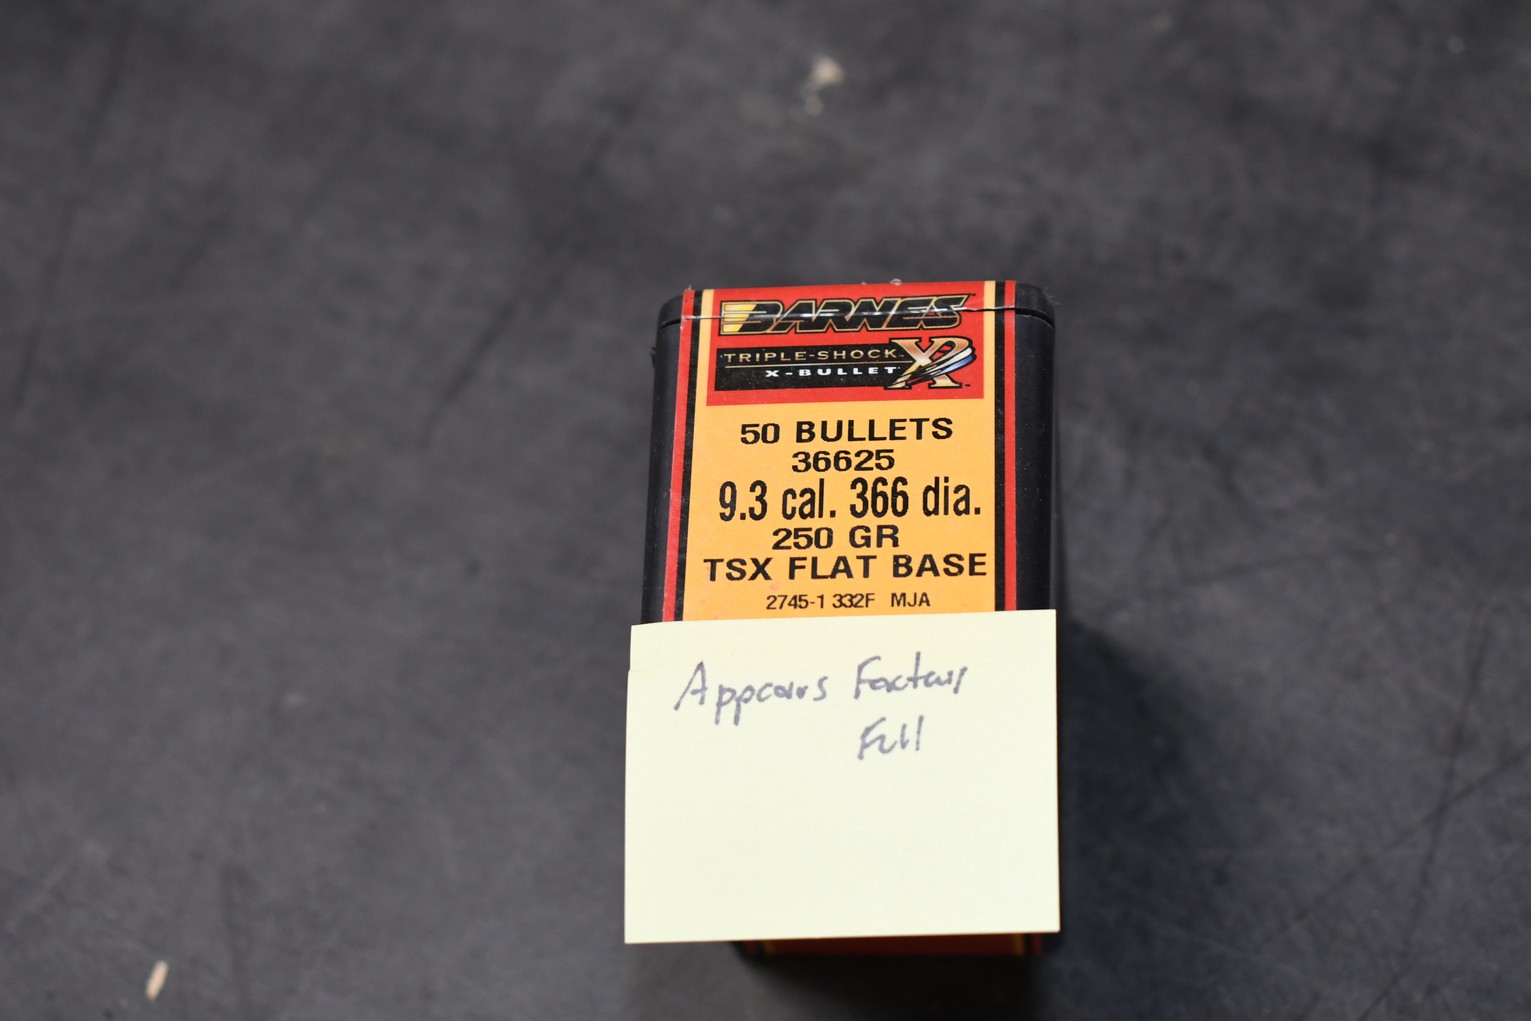 BARNES
TRIPLE-SHOCK
X-BULLET
50 BULLETS
36625
9.3 cal. 366 dia.
250 GR
TSX FLAT BASE
2745-1 332F MJA
Appears Factory
Full